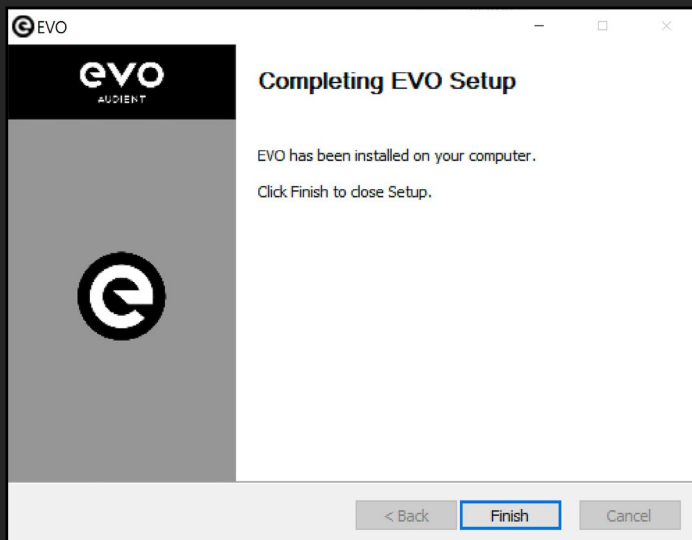 EVO
evo
AUDIENT
Completing EVO Setup
EVO has been installed on your computer.
Click Finish to close Setup.
e
< Back
Finish
Cancel